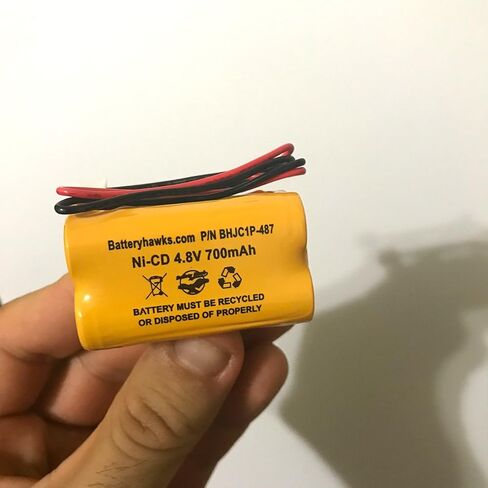 Batteryhawks.com P/N BHJC1P-487
Ni-CD 4.8V 700mAh
BATTERY MUST BE RECYCLED
OR DISPOSED OF PROPERLY